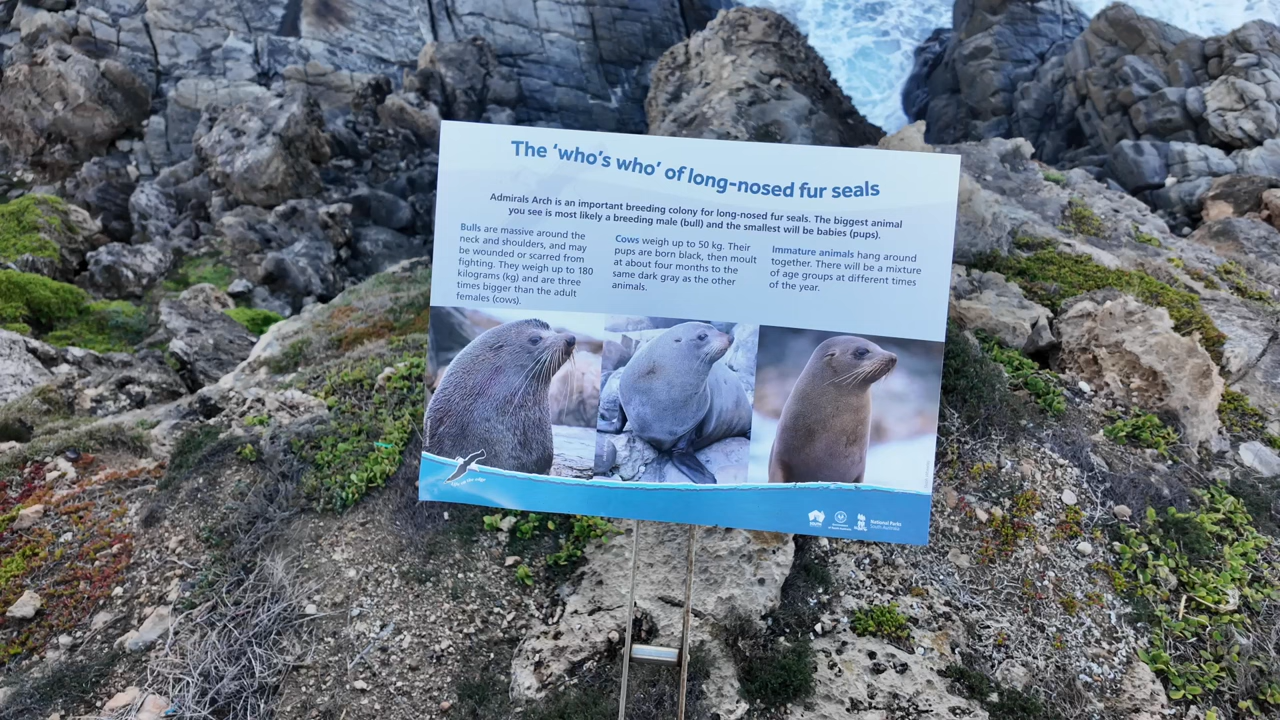 The ‘who’s who’ of long-nosed fur seals
Admirals Arch is an important breeding colony for long-nosed fur seals. The biggest animal
you see is most likely a breeding male (bull) and the smallest will be babies (pups).
Bulls are massive around the
neck and shoulders, and may
be wounded or scarred from
fighting. They weigh up to 180
kilograms (kg) and are three
times bigger than the adult
females (cows).
Cows weigh up to 50 kg. Their
pups are born black, then moult
at about four months to the
same dark gray as the other
animals.
Immature animals hang around
together. There will be a mixture
of age groups at different times
of the year.
National Parks
South Australia